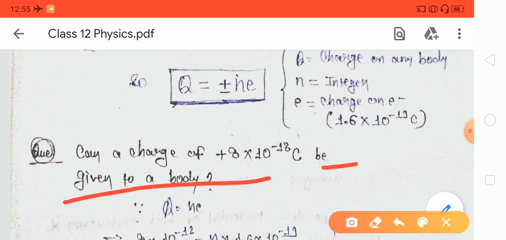 12:55
Class 12 Physics.pdf
Q = Charge on any body
so Q = ±ne
n = Integer
e = charge on e-
(1.6×10^-19 C)
Que Can a charge of +8×10^-18 C be
given to a body?
∵ Q = ne